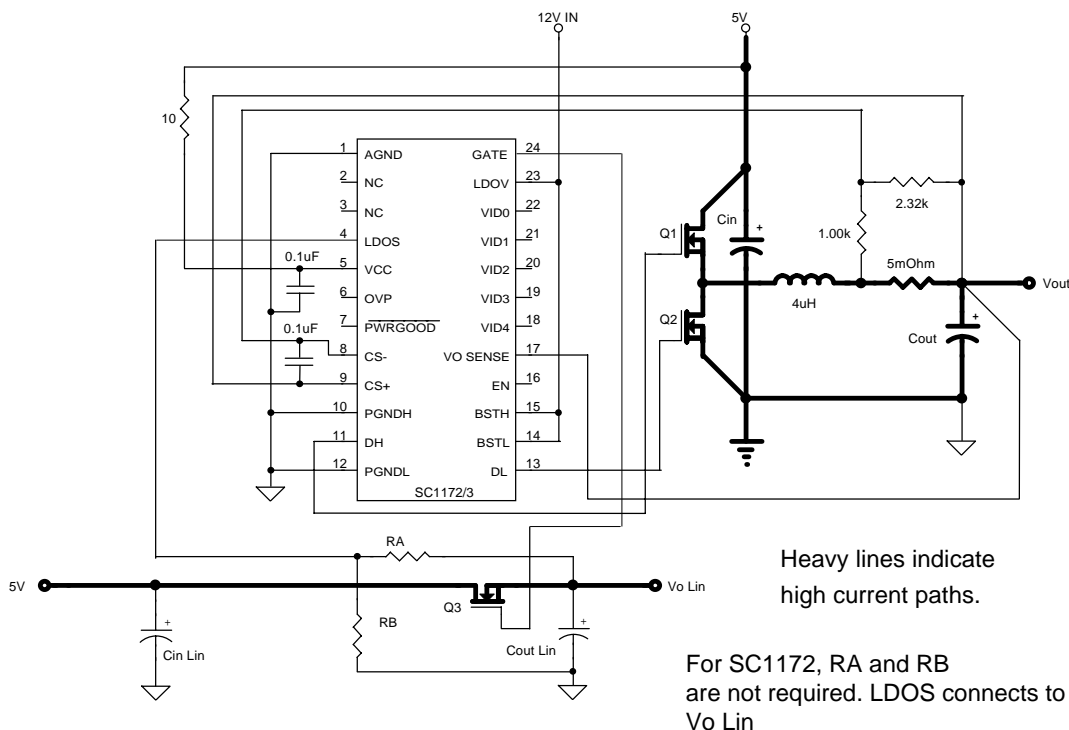 12V IN
5V
10
1 AGND GATE 24
2 NC LDOV 23
3 NC VID0 22
4 LDOS VID1 21
5 VCC VID2 20
6 OVP VID3 19
7 PWRGOOD VID4 18
8 CS- VO SENSE 17
9 CS+ EN 16
10 PGNDH BSTH 15
11 DH BSTL 14
12 PGNDL DL 13
SC1172/3
0.1uF
0.1uF
Q1
Q2
Cin
+
2.32k
1.00k
5mOhm
4uH
Vout
+
Cout
RA
5V
Vo Lin
Q3
RB
+
Cin Lin
+
Cout Lin
Heavy lines indicate
high current paths.
For SC1172, RA and RB
are not required. LDOS connects to
Vo Lin